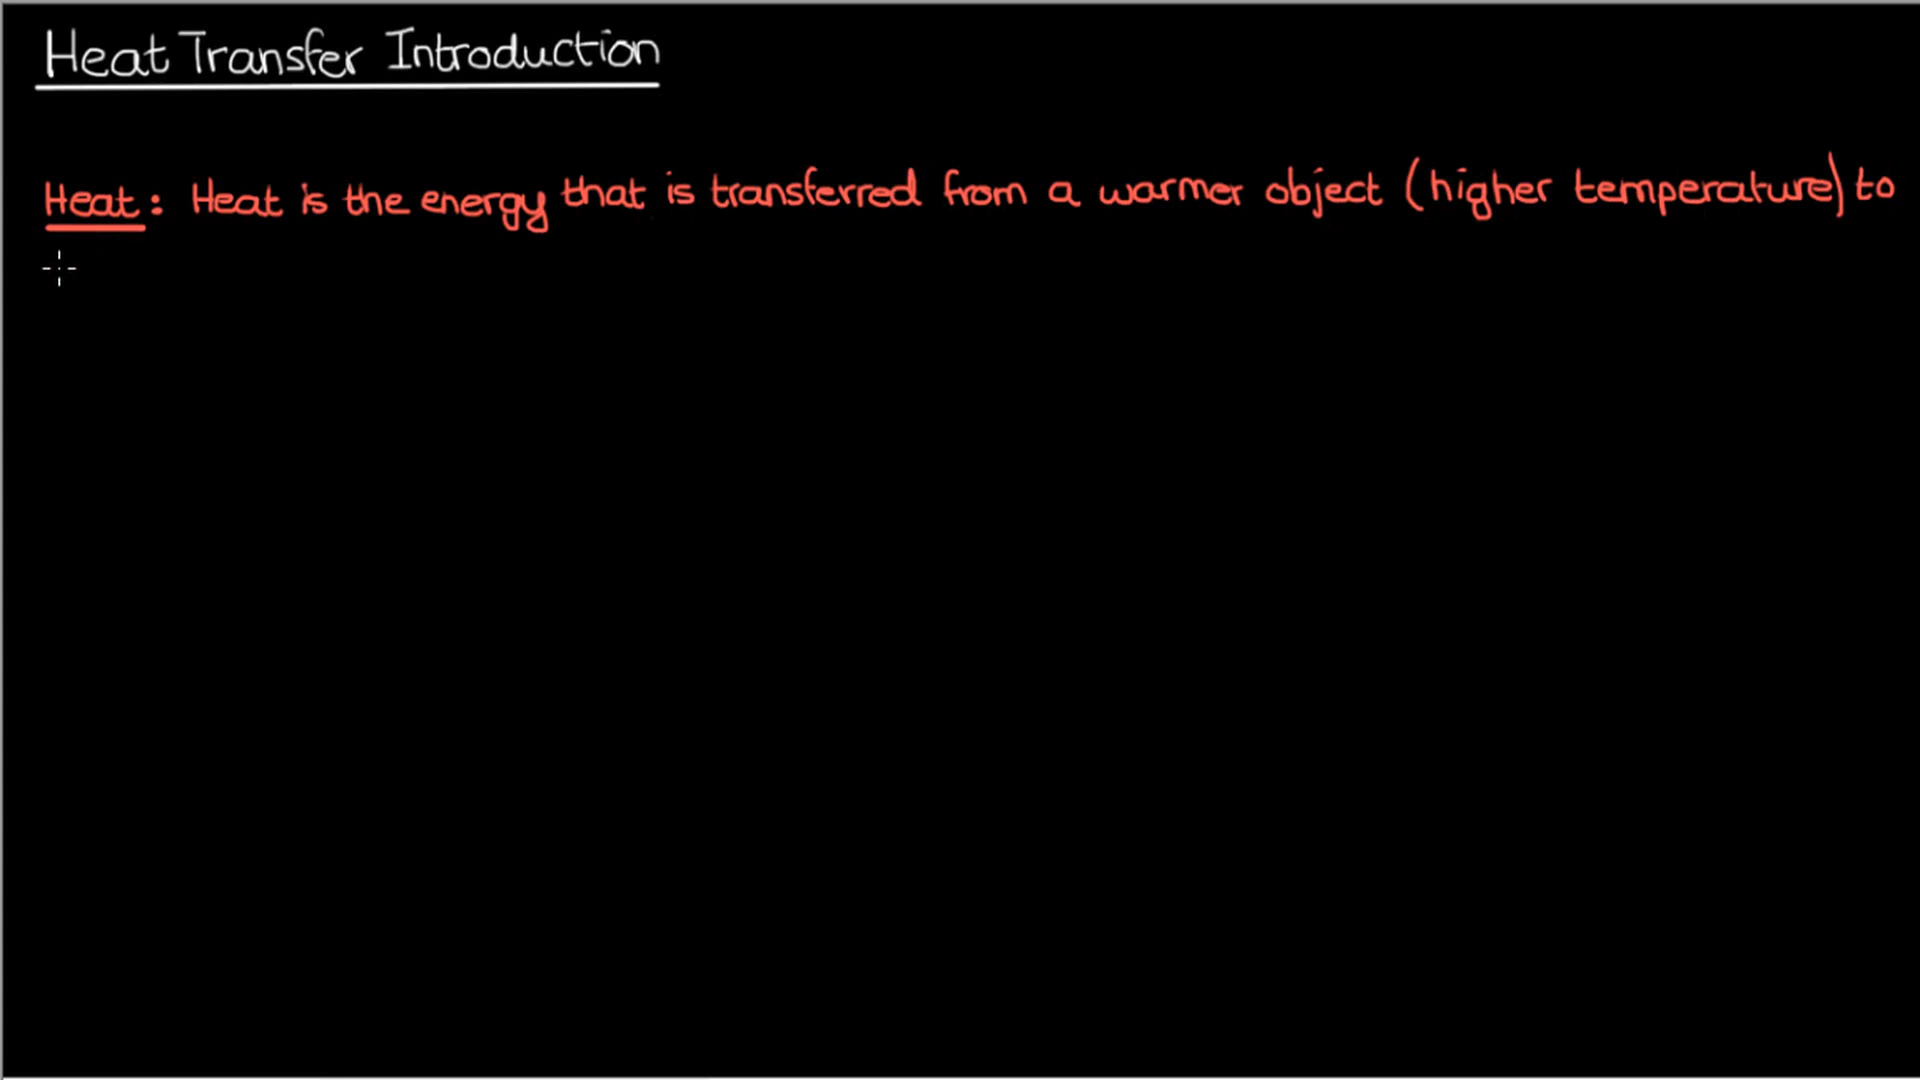 Heat Transfer Introduction
Heat: Heat is the energy that is transferred from a warmer object (higher temperature) to